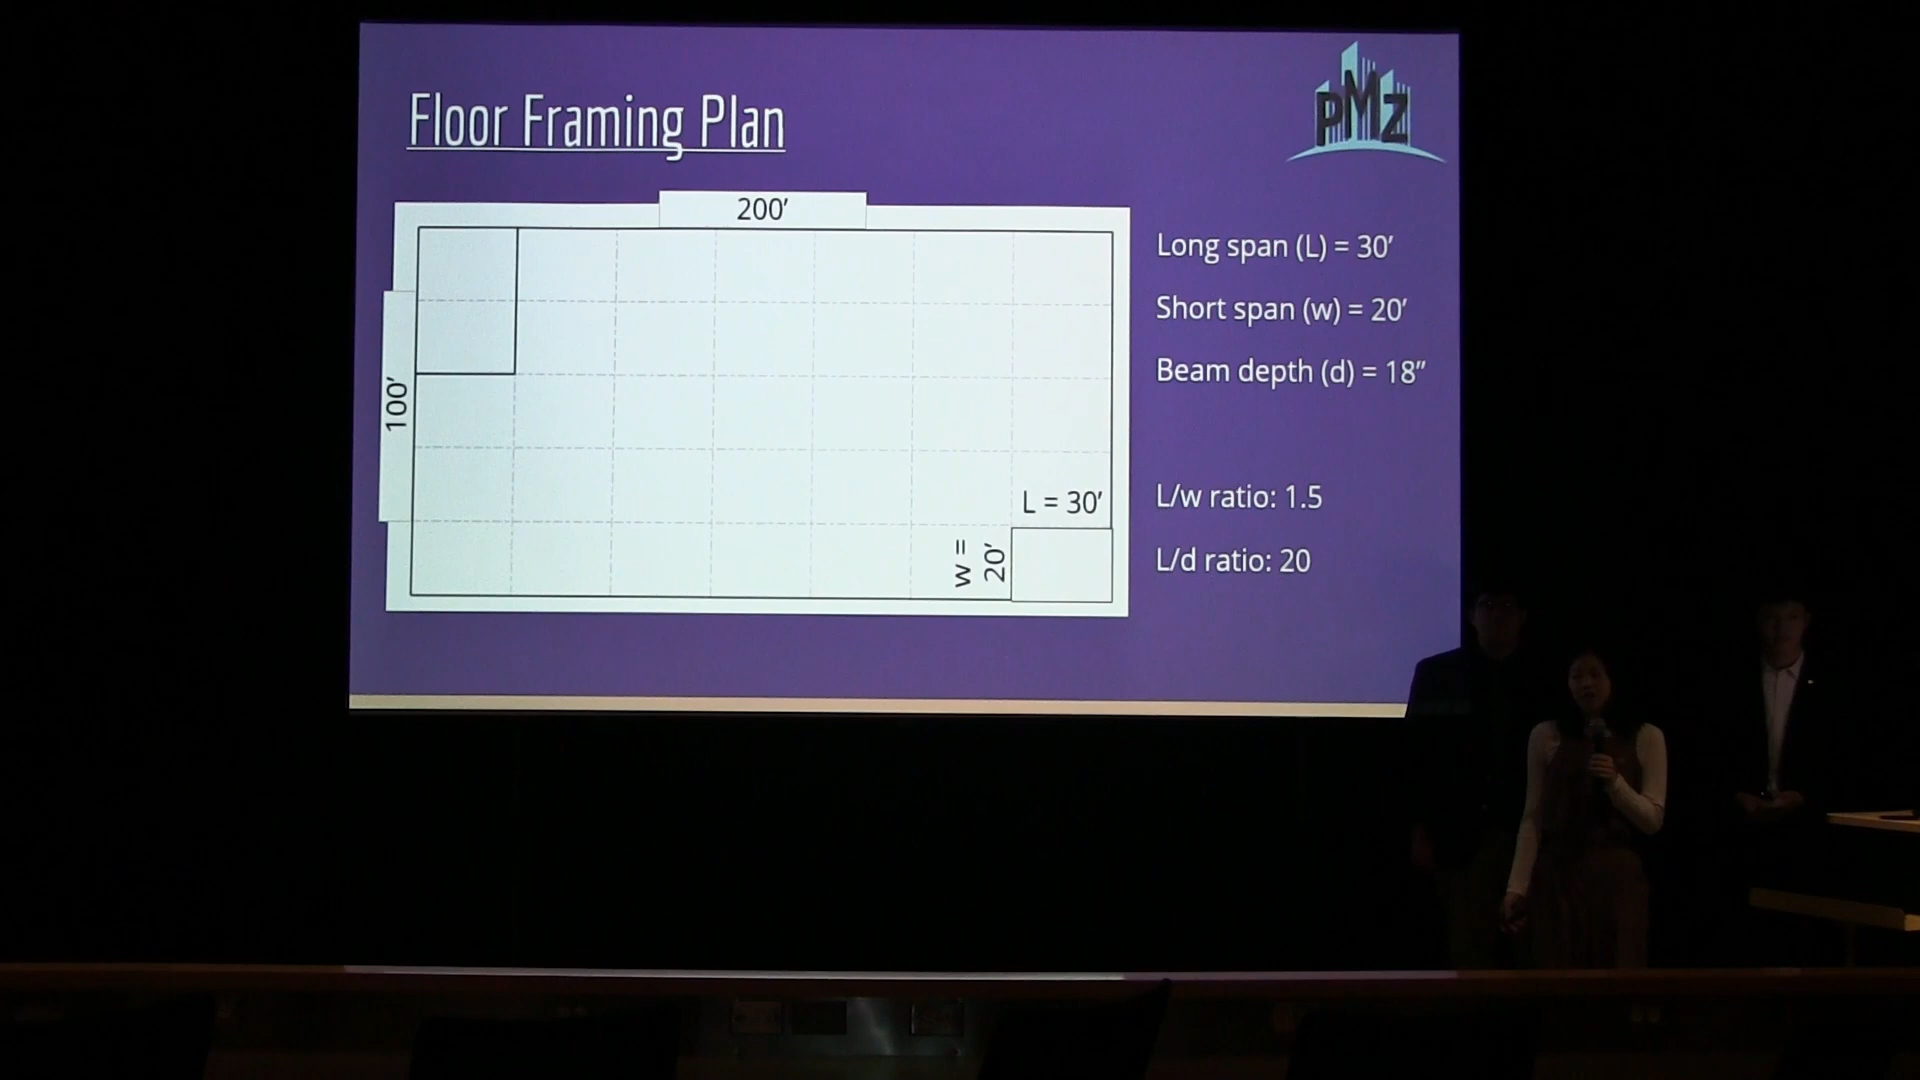 Floor Framing Plan
PMZ
200’
100’
L = 30’
w =
20’
Long span (L) = 30’
Short span (w) = 20’
Beam depth (d) = 18”
L/w ratio: 1.5
L/d ratio: 20